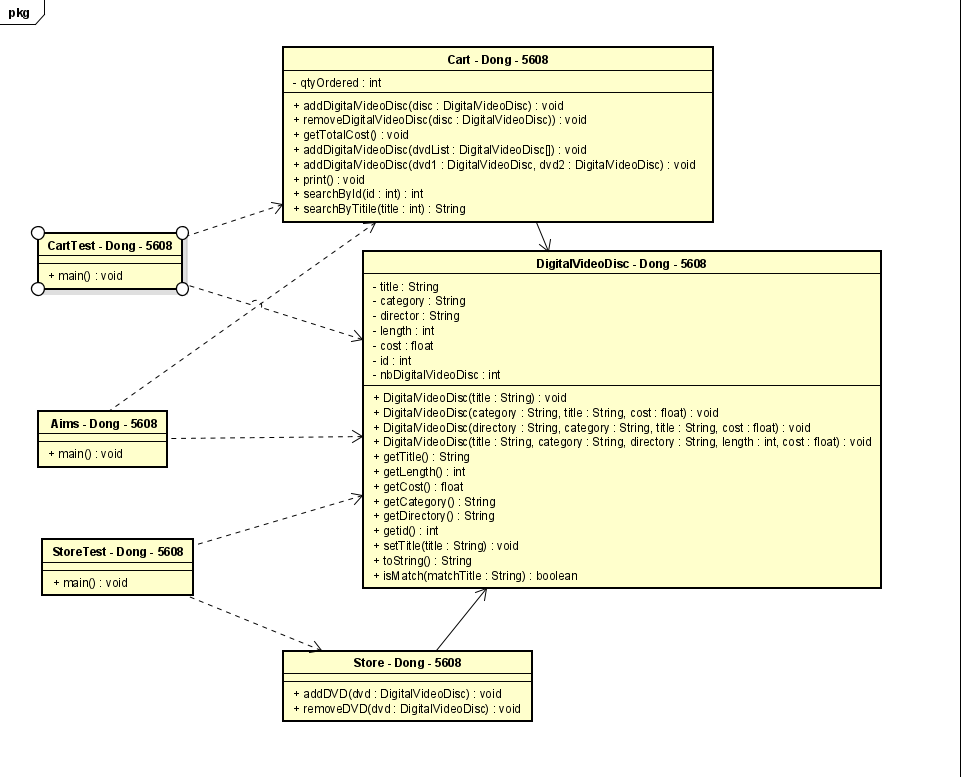 pkg
Cart - Dong - 5608
- qtyOrdered : int
+ addDigitalVideoDisc(disc : DigitalVideoDisc) : void
+ removeDigitalVideoDisc(disc : DigitalVideoDisc)) : void
+ getTotalCost() : void
+ addDigitalVideoDisc(dvdList : DigitalVideoDisc[]) : void
+ addDigitalVideoDisc(dvd1 : DigitalVideoDisc, dvd2 : DigitalVideoDisc) : void
+ print() : void
+ searchById(id : int) : int
+ searchByTitile(title : int) : String
CartTest - Dong - 5608
+ main() : void
DigitalVideoDisc - Dong - 5608
- title : String
- category : String
- director : String
- length : int
- cost : float
- id : int
- nbDigitalVideoDisc : int
+ DigitalVideoDisc(title : String) : void
+ DigitalVideoDisc(category : String, title : String, cost : float) : void
+ DigitalVideoDisc(directory : String, category : String, title : String, cost : float) : void
+ DigitalVideoDisc(title : String, category : String, directory : String, length : int, cost : float) : void
+ getTitle() : String
+ getLength() : int
+ getCost() : float
+ getCategory() : String
+ getDirectory() : String
+ getid() : int
+ setTitle(title : String) : void
+ toString() : String
+ isMatch(matchTitle : String) : boolean
Aims - Dong - 5608
+ main() : void
StoreTest - Dong - 5608
+ main() : void
Store - Dong - 5608
+ addDVD(dvd : DigitalVideoDisc) : void
+ removeDVD(dvd : DigitalVideoDisc) : void